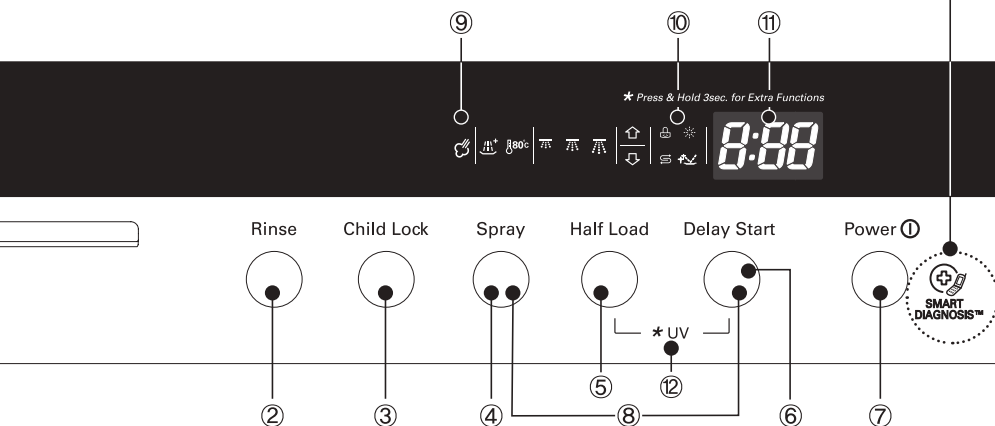 ⑨ ⑩ ⑪
* Press & Hold 3sec. for Extra Functions
80℃ 8:88
Rinse Child Lock Spray Half Load Delay Start Power
SMART
DIAGNOSIS™
* UV
⑤ ⑫
② ③ ④ ⑧ ⑥ ⑦